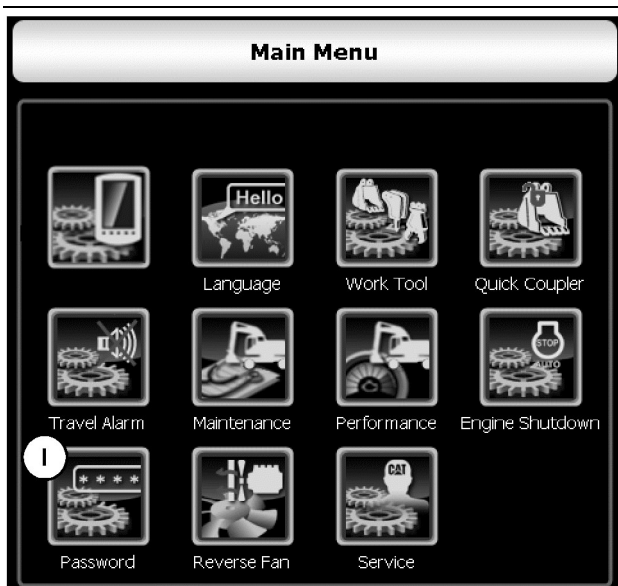 Main Menu
Hello
Language
Work Tool
Quick Coupler
STOP
AUTO
Travel Alarm
Maintenance
Performance
Engine Shutdown
I
* * * *
CAT
Password
Reverse Fan
Service